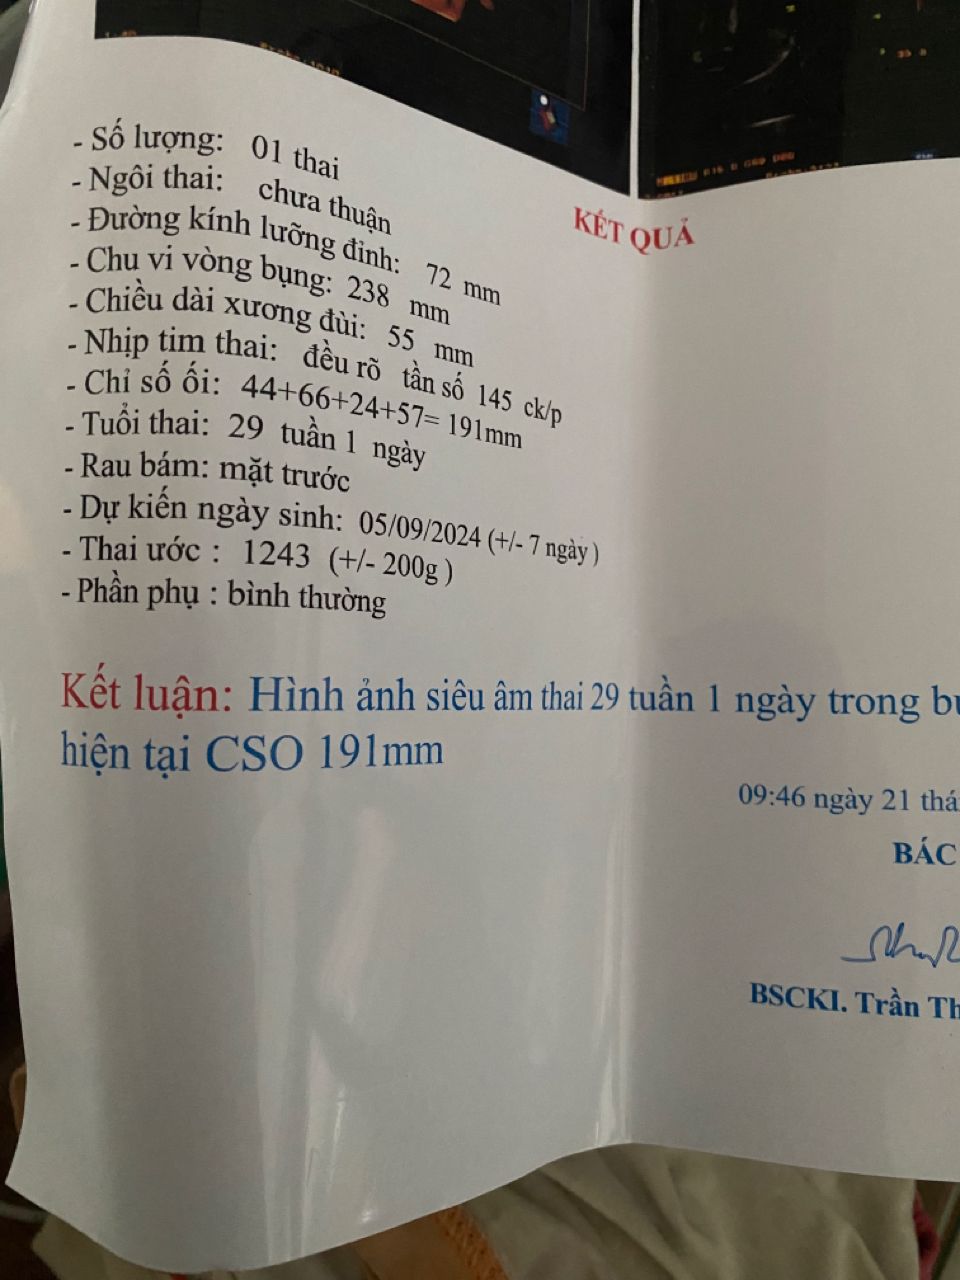 KẾT QUẢ
- Số lượng: 01 thai
- Ngôi thai: chưa thuận
- Đường kính lưỡng đỉnh: 72 mm
- Chu vi vòng bụng: 238 mm
- Chiều dài xương đùi: 55 mm
- Nhịp tim thai: đều rõ tần số 145 ck/p
- Chỉ số ối: 44+66+24+57= 191mm
- Tuổi thai: 29 tuần 1 ngày
- Rau bám: mặt trước
- Dự kiến ngày sinh: 05/09/2024 (+/- 7 ngày )
- Thai ước : 1243 (+/- 200g )
- Phần phụ : bình thường
Kết luận: Hình ảnh siêu âm thai 29 tuần 1 ngày trong
hiện tại CSO 191mm
09:46 ngày 21
BÁC
BSCKI. Trần